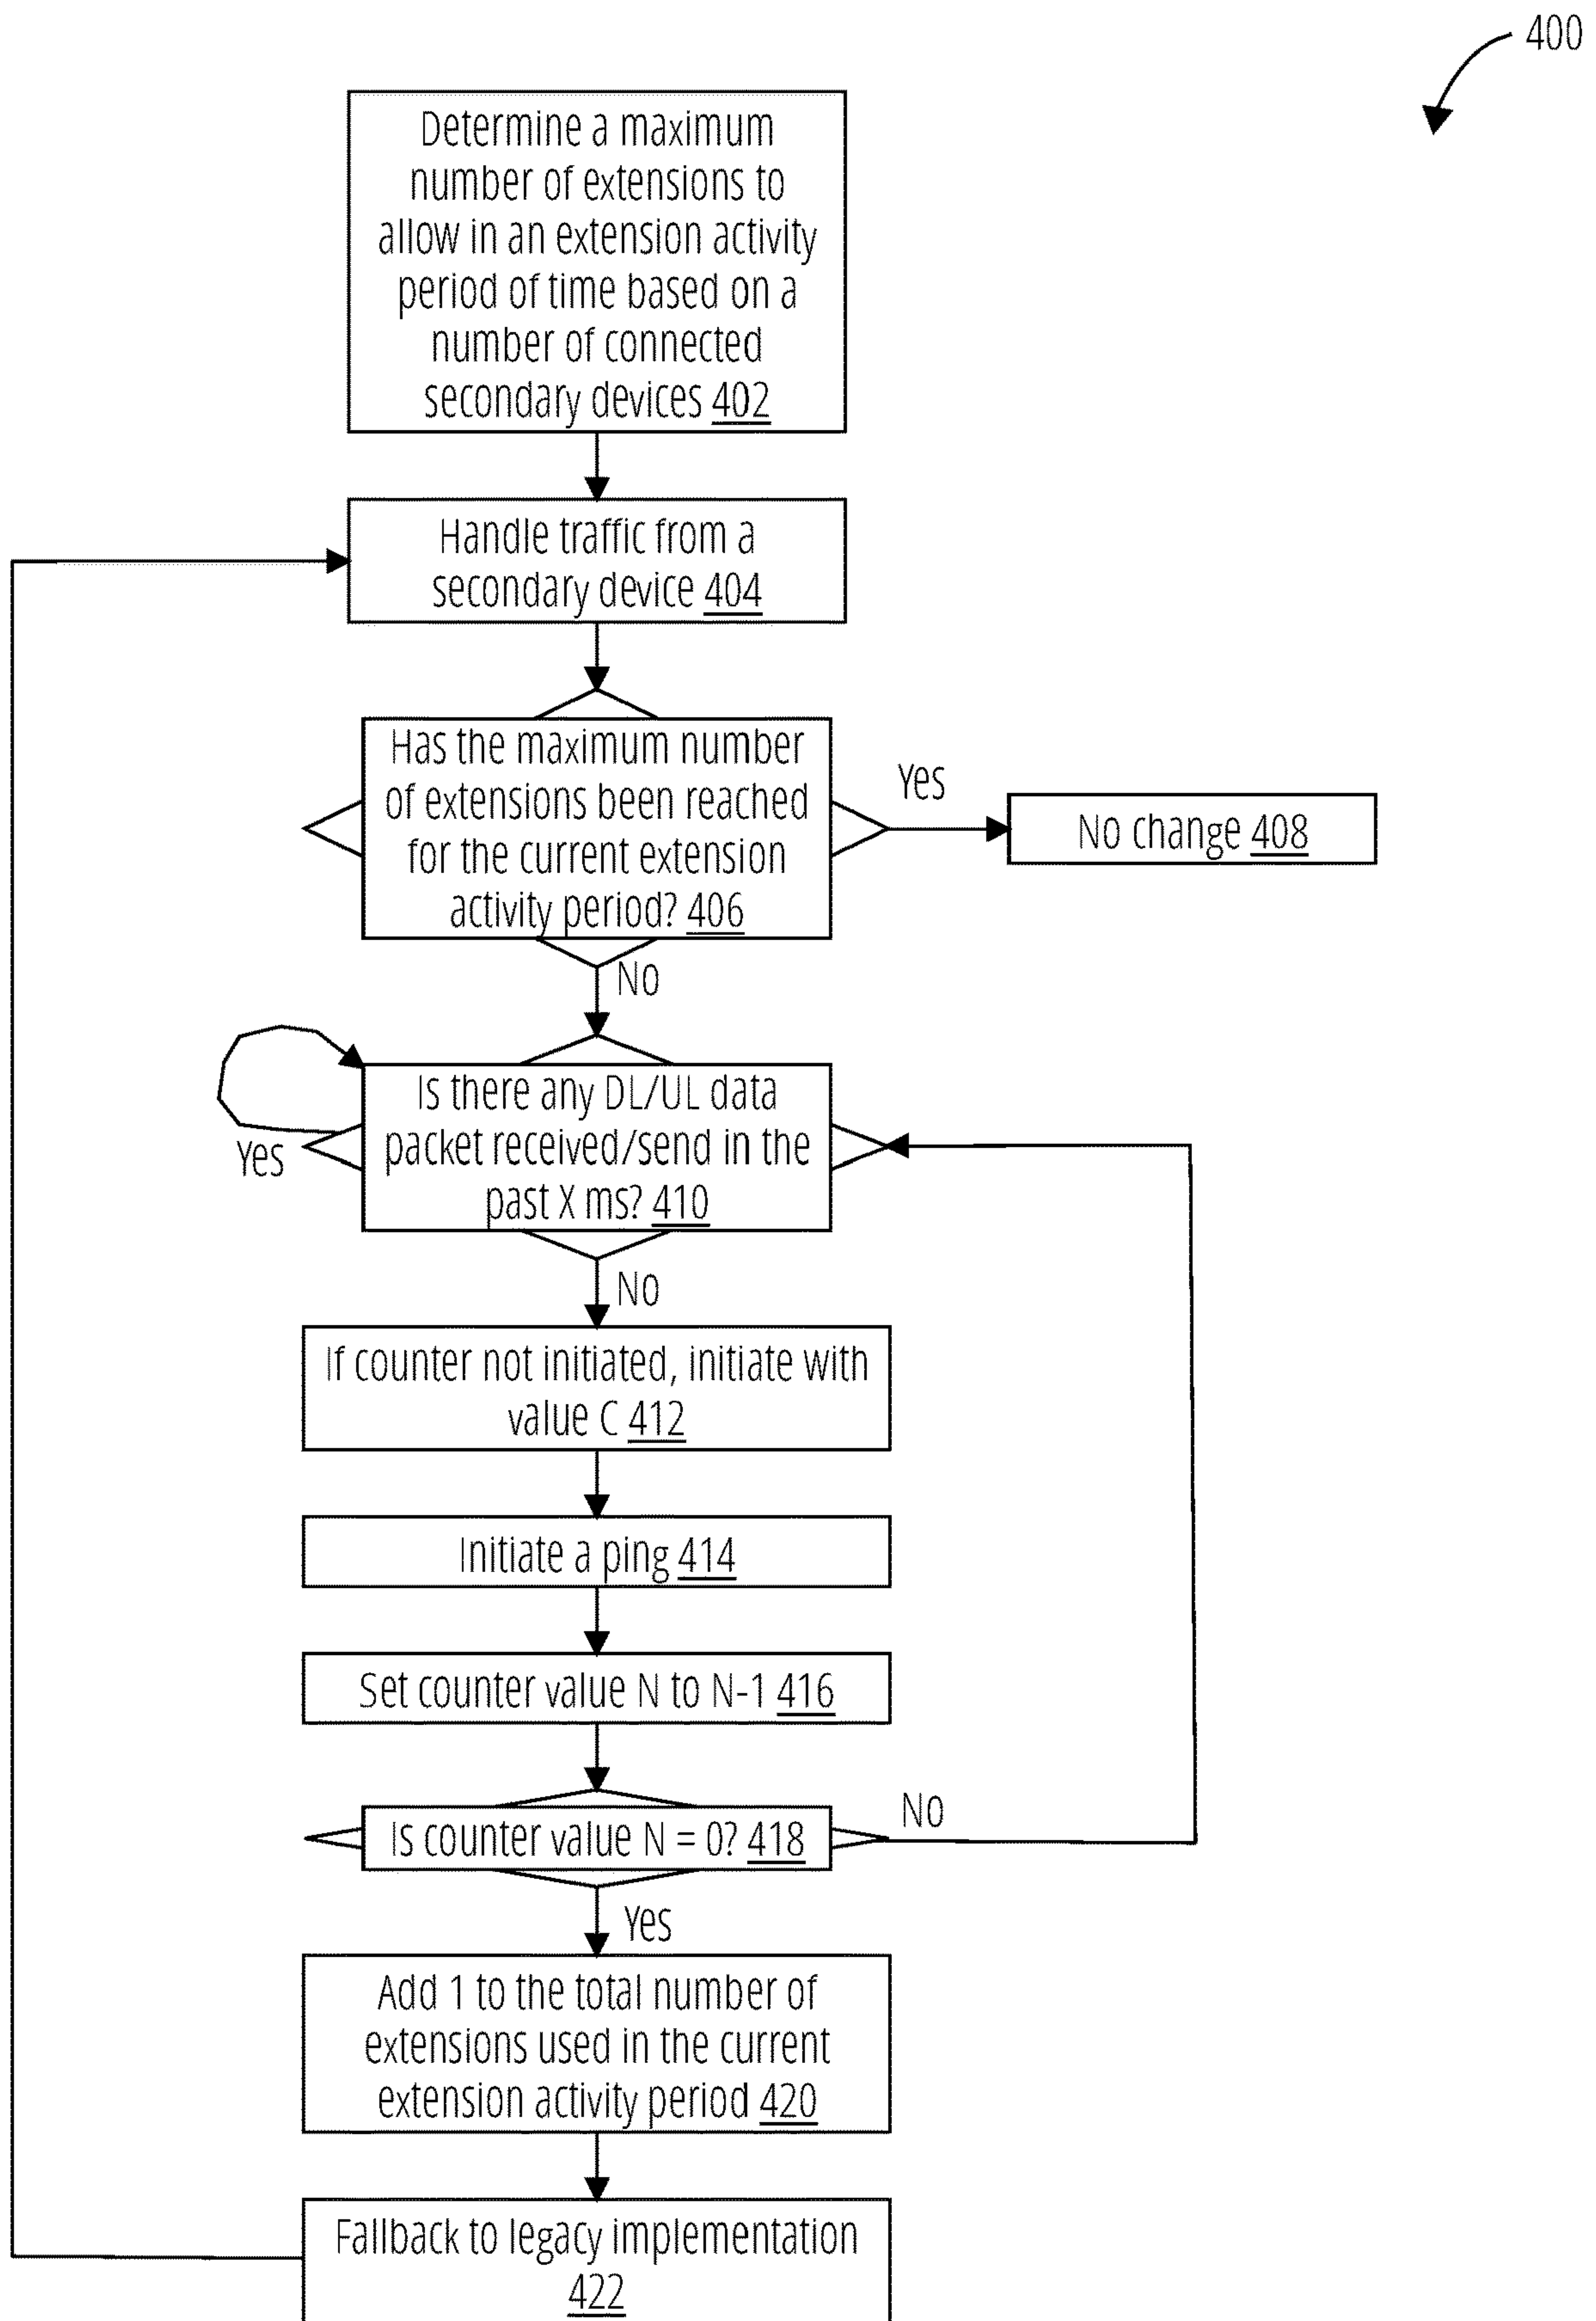 400
Determine a maximum
number of extensions to
allow in an extension activity
period of time based on a
number of connected
secondary devices 402
Handle traffic from a
secondary device 404
Has the maximum number
of extensions been reached
for the current extension
activity period? 406
Yes
No change 408
No
Is there any DL/UL data
packet received/send in the
past X ms? 410
Yes
No
If counter not initiated, initiate with
value C 412
Initiate a ping 414
Set counter value N to N-1 416
Is counter value N = 0? 418
No
Yes
Add 1 to the total number of
extensions used in the current
extension activity period 420
Fallback to legacy implementation
422